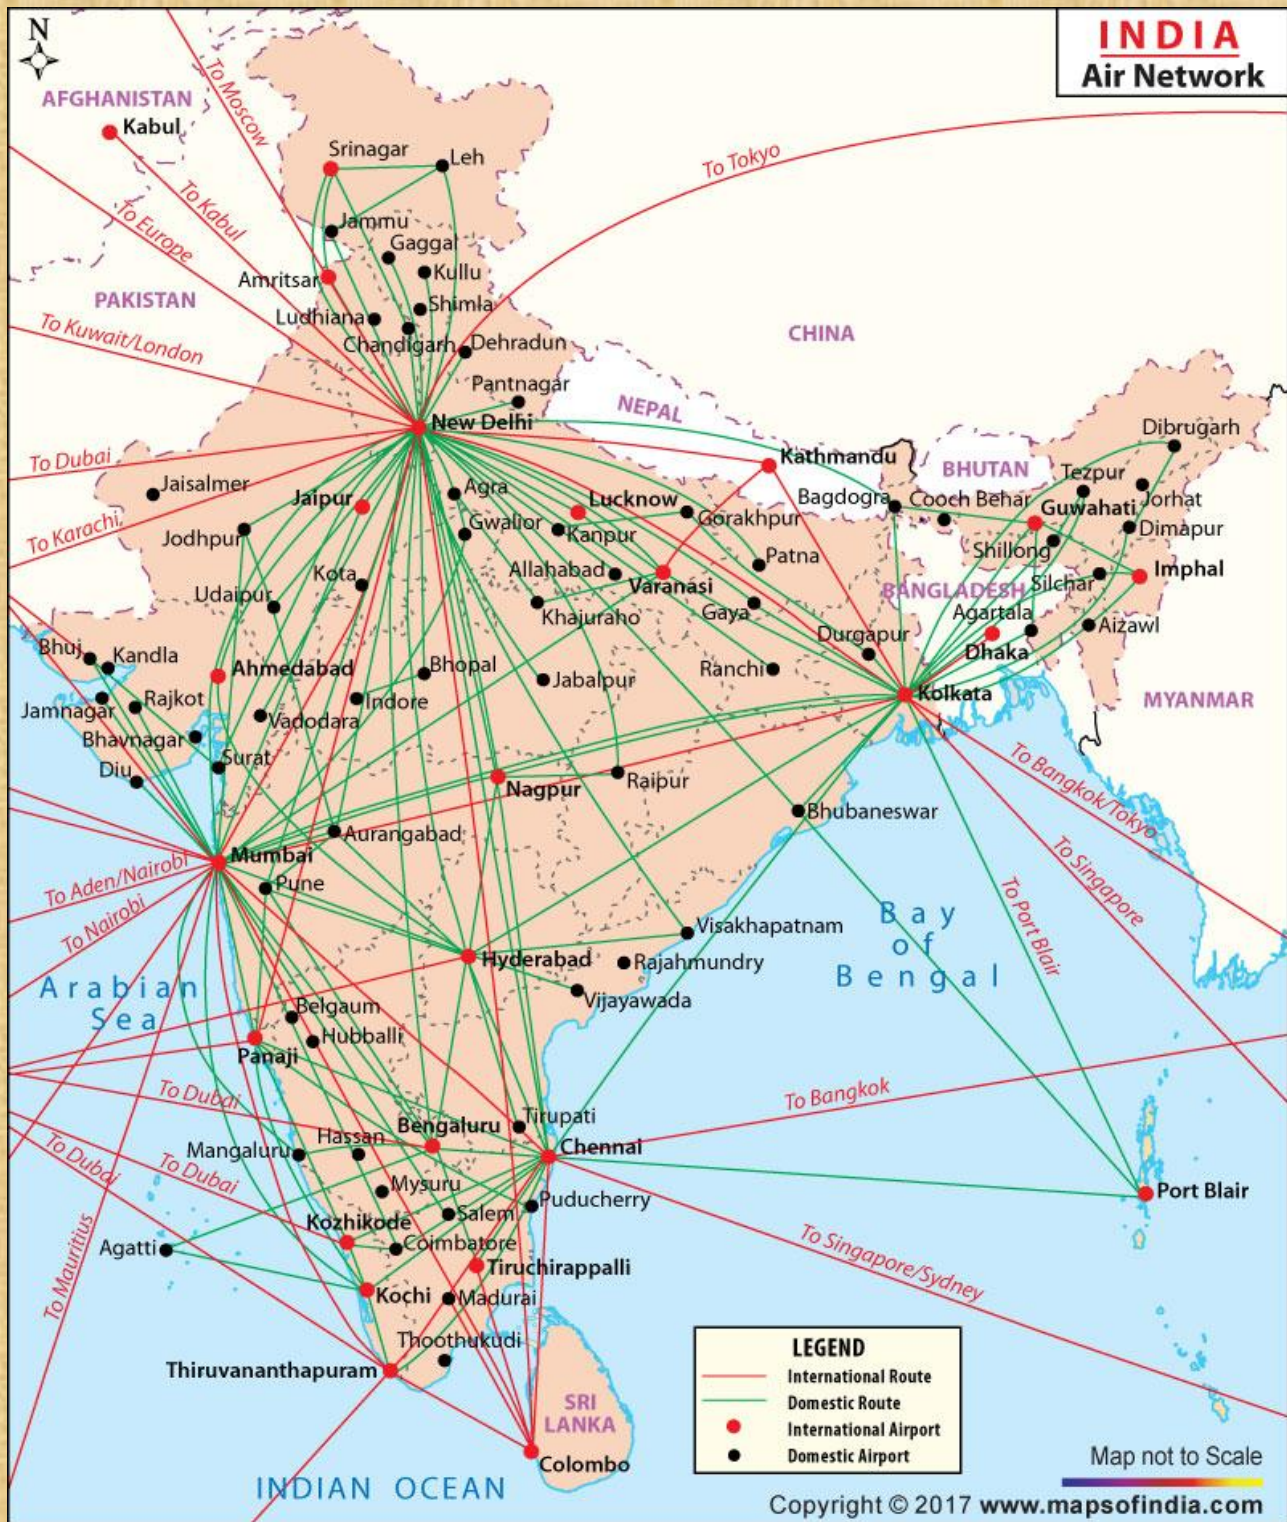 N
INDIA
Air Network
AFGHANISTAN
Kabul
To Moscow
To Tokyo
Srinagar
Leh
To Kabul
To Europe
Jammu
Gaggal
Kullu
Amritsar
PAKISTAN
Shimla
Ludhiana
To Kuwait/London
Chandigarh
Dehradun
CHINA
Pantnagar
NEPAL
New Delhi
Dibrugarh
To Dubai
Kathmandu
BHUTAN
Tezpur
Jaisalmer
Jaipur
Agra
Lucknow
Bagdogra
Cooch Behar
Jorhat
Guwahati
To Karachi
Jodhpur
Gwalior
Kanpur
Gorakhpur
Dimapur
Shillong
Patna
Kota
Allahabad
Varanasi
Imphal
Udaipur
BANGLADESH
Silchar
Khajuraho
Gaya
Agartala
Aizawl
Durgapur
Bhuj
Kandla
Ahmedabad
Bhopal
Dhaka
Ranchi
Jabalpur
Kolkata
MYANMAR
Jamnagar
Rajkot
Indore
Vadodara
Bhavnagar
Surat
Diu
Nagpur
Raipur
To Bangkok/Tokyo
Bhubaneswar
Aurangabad
Mumbai
To Aden/Nairobi
Pune
To Singapore
To Nairobi
To Port Blair
Visakhapatnam
Bay
of
Bengal
Hyderabad
Rajahmundry
Arabian
Sea
Vijayawada
Belgaum
Hubballi
Panaji
To Dubai
To Bangkok
Tirupati
Bengaluru
Hassan
Chennai
Mangaluru
To Dubai
To Dubai
Mysuru
Puducherry
Port Blair
Salem
Kozhikode
Agatti
Coimbatore
To Singapore/Sydney
To Mauritius
Tiruchirappalli
Kochi
Madurai
Thoothukudi
Thiruvananthapuram
LEGEND
International Route
Domestic Route
International Airport
Domestic Airport
SRI
LANKA
Colombo
INDIAN OCEAN
Map not to Scale
Copyright © 2017 www.mapsofindia.com